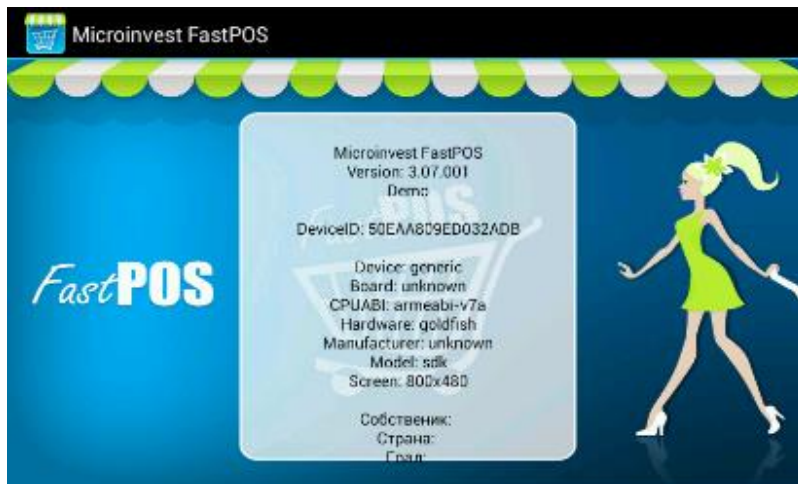 Microinvest FastPOS
Microinvest FastPOS
Version: 3.07.001
Demo
DeviceID: 50EAA809ED032ADB
FastPOS
FastPOS
Device: generic
Board: unknown
CPUABI: armeabi-v7a
Hardware: goldfish
Manufacturer: unknown
Model: sdk
Screen: 800x480
Собственик:
Страна:
Град: